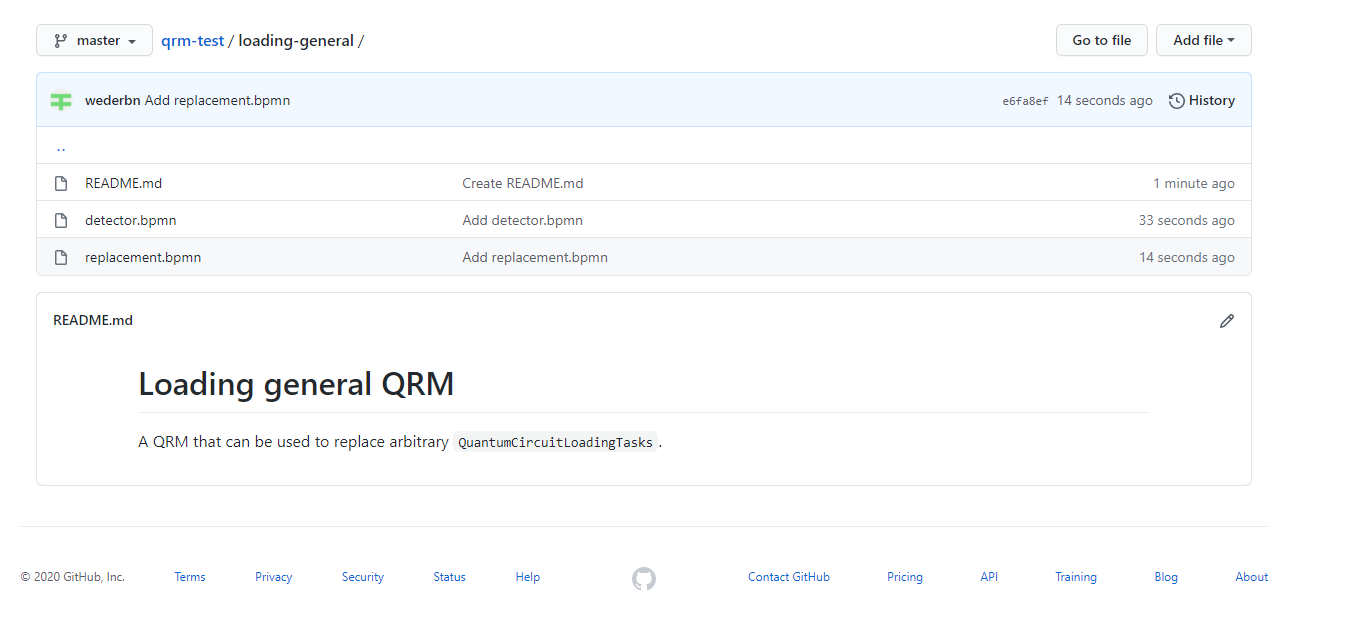 master qrm-test / loading-general / Go to file Add file
wederbn Add replacement.bpmn e6fa8ef 14 seconds ago History
..
README.md Create README.md 1 minute ago
detector.bpmn Add detector.bpmn 33 seconds ago
replacement.bpmn Add replacement.bpmn 14 seconds ago
README.md
Loading general QRM
A QRM that can be used to replace arbitrary QuantumCircuitLoadingTasks.
© 2020 GitHub, Inc. Terms Privacy Security Status Help Contact GitHub Pricing API Training Blog About